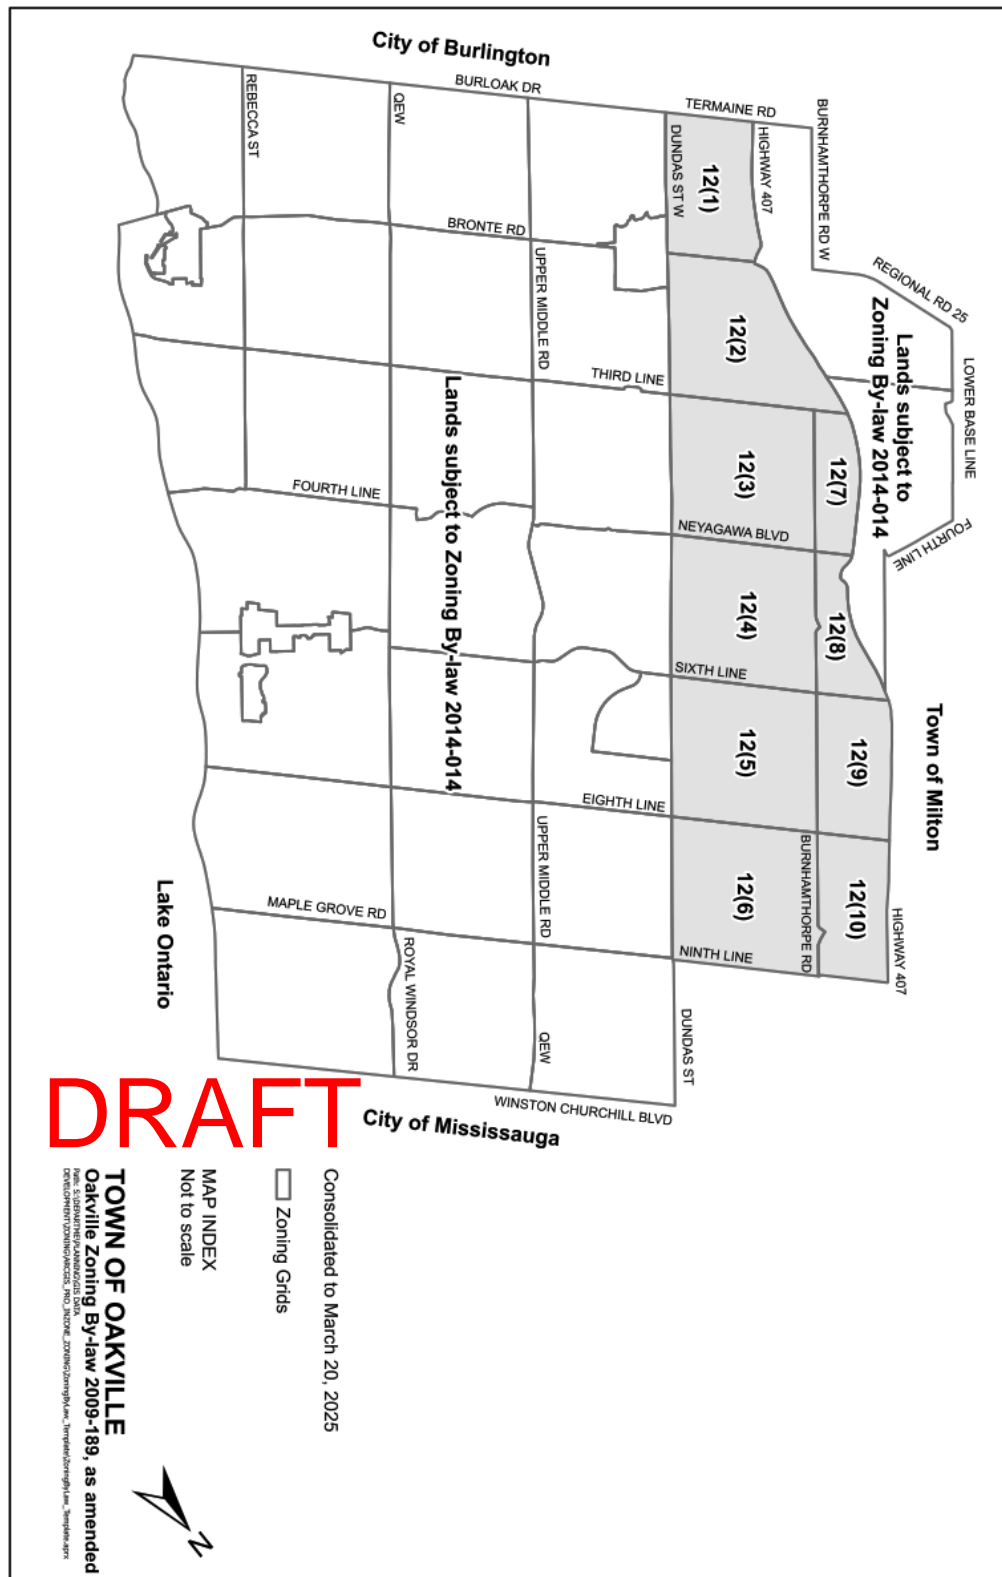 City of Burlington
BURLOAK DR
TERMAINE RD
BURNHAMTHORPE RD W
HIGHWAY 407
DUNDAS ST W
QEW
REBECCA ST
12(1)
BRONTE RD
UPPER MIDDLE RD
REGIONAL RD 25
Lands subject to
Zoning By-law 2014-014
LOWER BASE LINE
12(2)
THIRD LINE
Lands subject to Zoning By-law 2014-014
12(3)
12(7)
FOURTH LINE
FOURTH LINE
NEYAGAWA BLVD
12(4)
12(8)
SIXTH LINE
Town of Milton
12(5)
12(9)
EIGHTH LINE
UPPER MIDDLE RD
BURNHAMTHORPE RD
12(6)
12(10)
HIGHWAY 407
Lake Ontario
MAPLE GROVE RD
NINTH LINE
ROYAL WINDSOR DR
QEW
DUNDAS ST
WINSTON CHURCHILL BLVD
City of Mississauga
DRAFT
Consolidated to March 20, 2025
Zoning Grids
MAP INDEX
Not to scale
TOWN OF OAKVILLE
Oakville Zoning By-law 2009-189, as amended
N